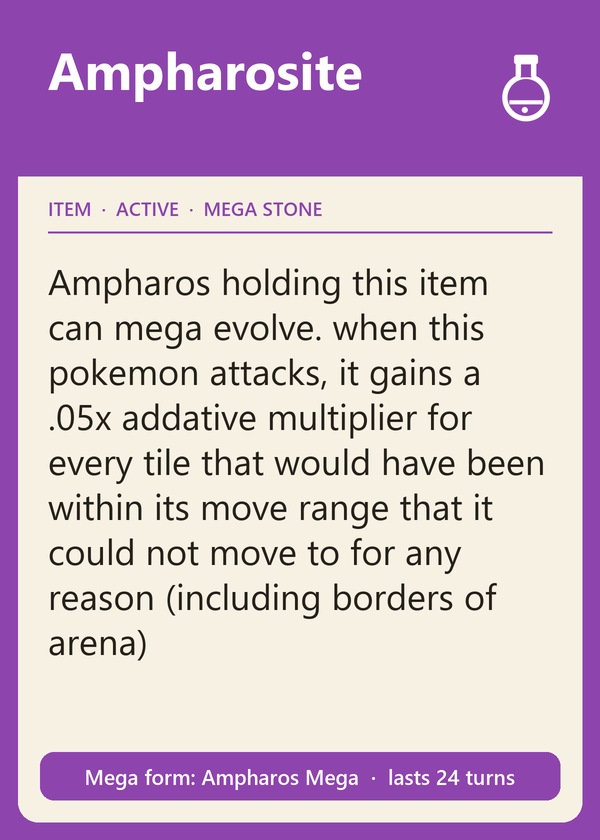 Ampharosite
ITEM · ACTIVE · MEGA STONE
Ampharos holding this item
can mega evolve. when this
pokemon attacks, it gains a
.05x addative multiplier for
every tile that would have been
within its move range that it
could not move to for any
reason (including borders of
arena)
Mega form: Ampharos Mega · lasts 24 turns